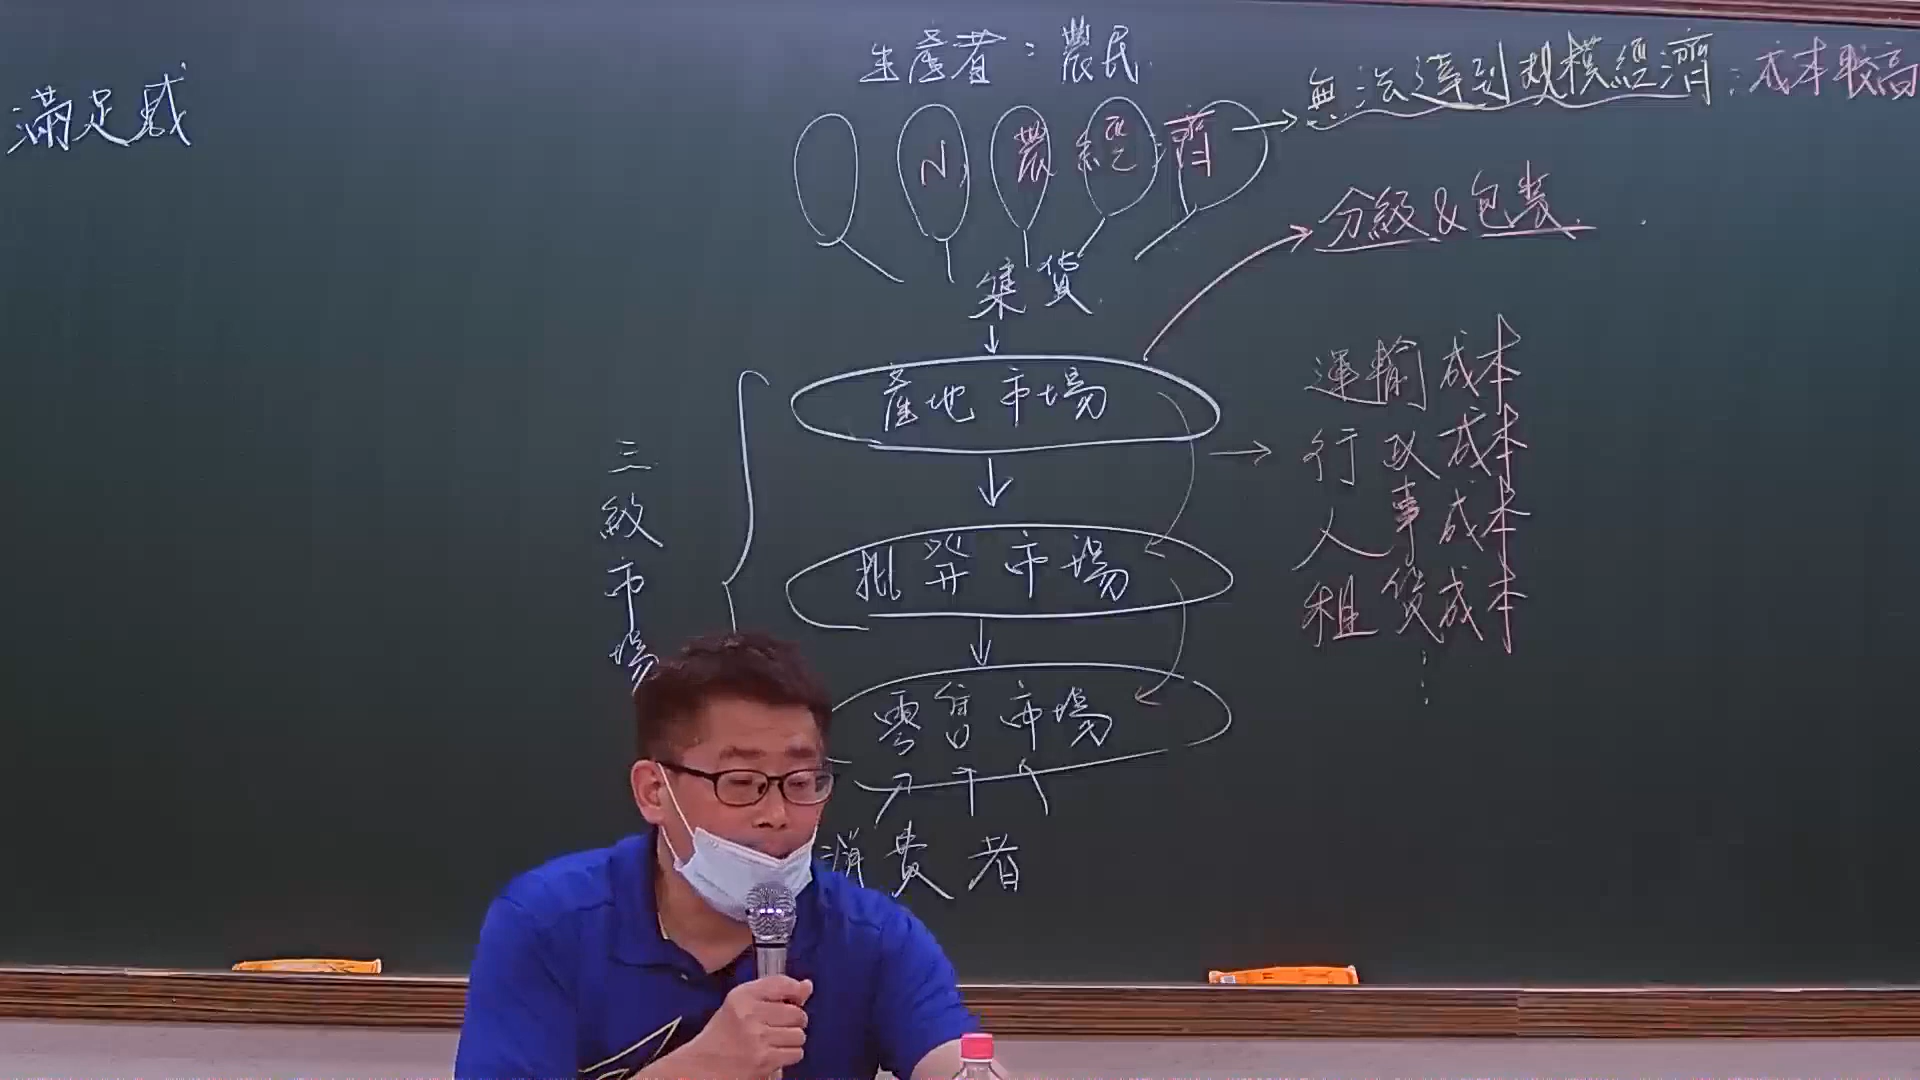 滿足感
生產者：農民
小農經濟
無法達到規模經濟：成本較高
分級&包裝
集貨
產地市場
三級市場
批發市場
零售市場
消費者
運輸成本
行政成本
人事成本
租賃成本
⋮